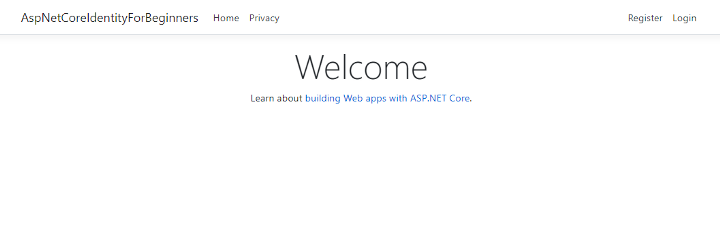 AspNetCoreIdentityForBeginners Home Privacy Register Login
Welcome
Learn about building Web apps with ASP.NET Core.